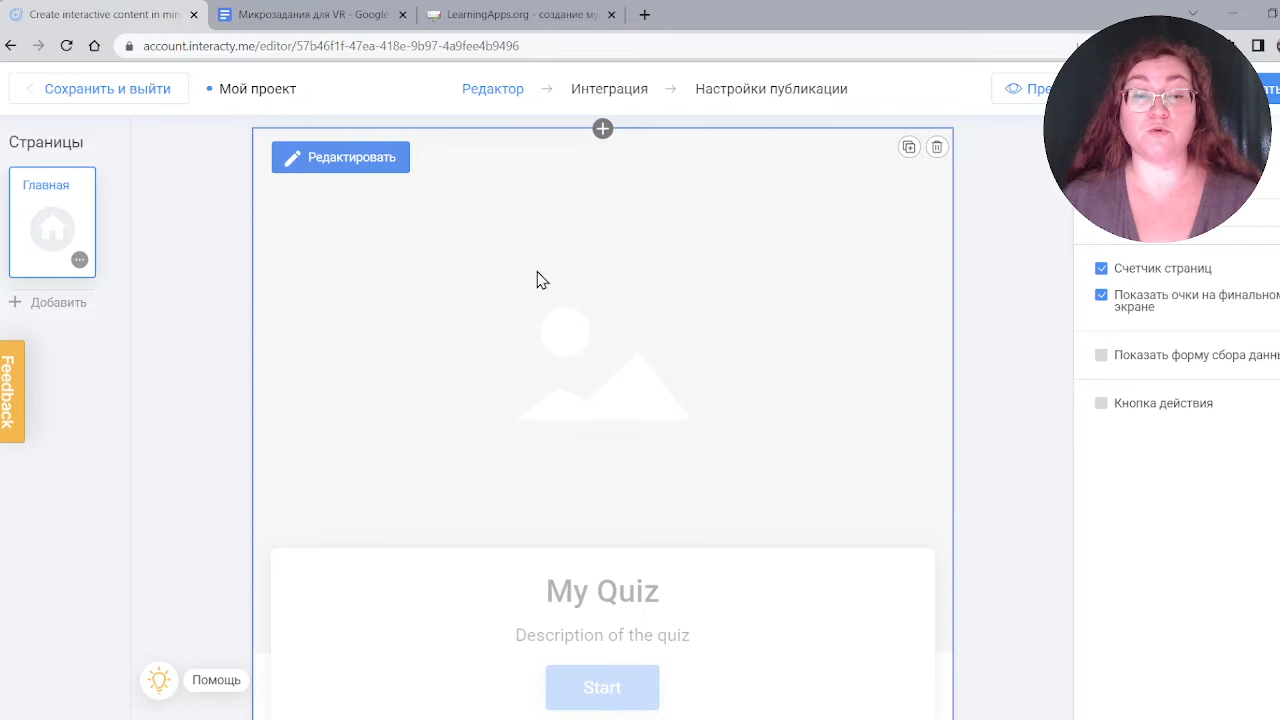 Create interactive content in min
Микрозадания для VR - Google
LearningApps.org - создание му
account.interacty.me/editor/57b46f1f-47ea-418e-9b97-4a9fee4b9496
Сохранить и выйти
Мой проект
Редактор
Интеграция
Настройки публикации
Страницы
Главная
Добавить
Feedback
Редактировать
My Quiz
Description of the quiz
Start
Помощь
Счетчик страниц
Показать очки на финальном
экране
Показать форму сбора данн
Кнопка действия